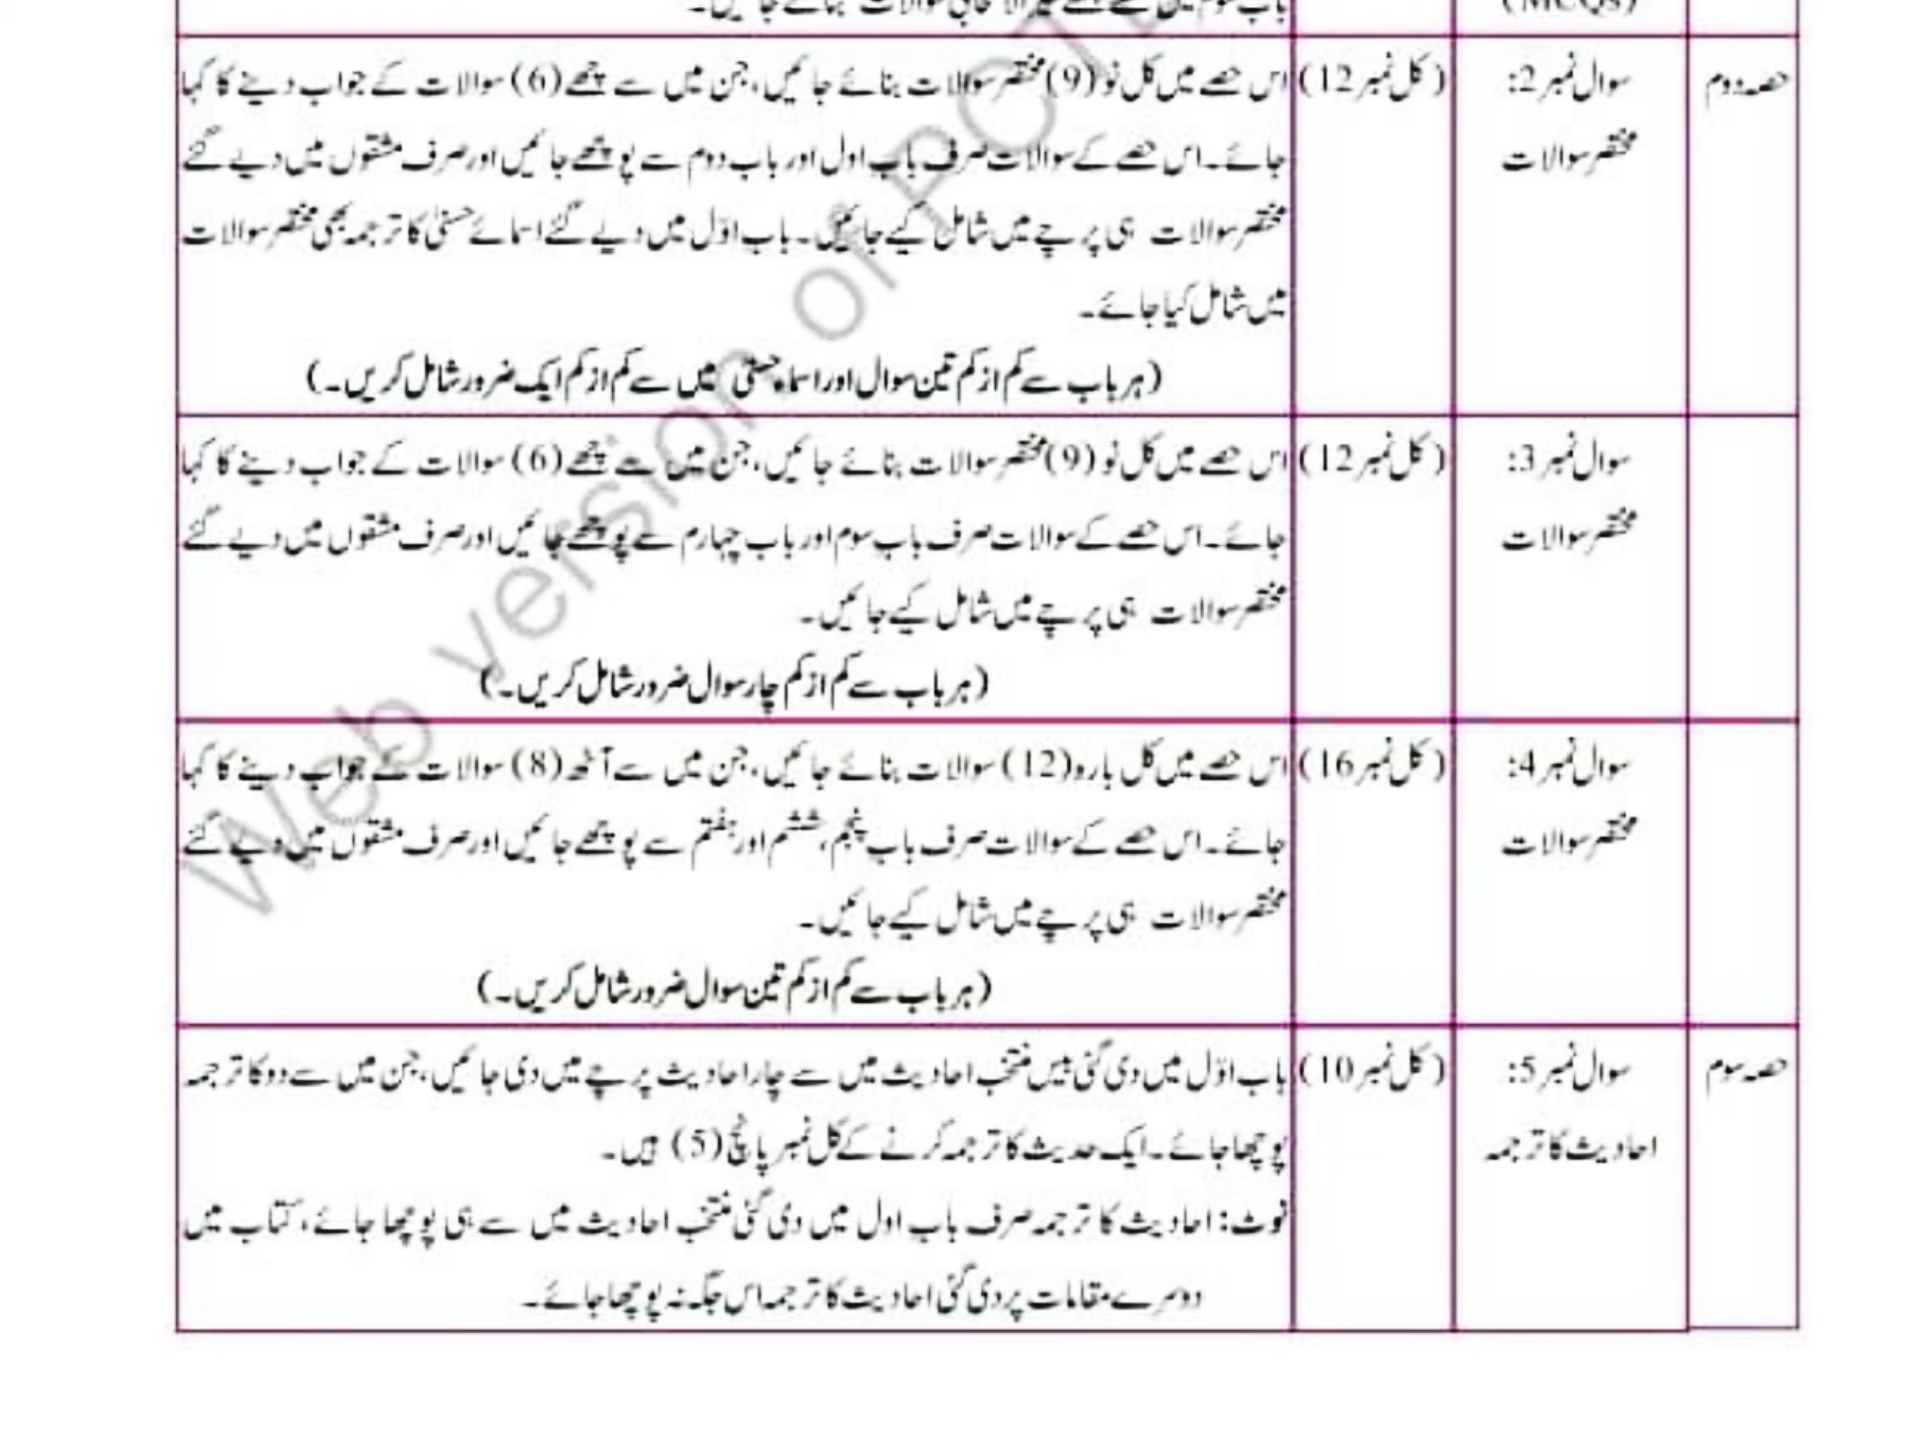 (MCQs)
حصہ دوم
سوال نمبر 2:
مختصر سوالات
(کل نمبر 12)
اس حصے میں کل نو (9) مختصر سوالات بنائے جائیں، جن میں سے چھے (6) سوالات کے جواب دینے کا کہا
جائے۔ اس حصے کے سوالات صرف باب اول اور باب دوم سے پوچھے جائیں اور صرف مشقوں میں دیے گئے
مختصر سوالات ہی پرچے میں شامل کیے جائیں۔ باب اوّل میں دیے گئے اسمائے حسنیٰ کا ترجمہ بھی مختصر سوالات
میں شامل کیا جائے۔
(ہر باب سے کم از کم تین سوال اور اسماء حسنیٰ میں سے کم از کم ایک ضرور شامل کریں۔)
سوال نمبر 3:
مختصر سوالات
(کل نمبر 12)
اس حصے میں کل نو (9) مختصر سوالات بنائے جائیں، جن میں سے چھے (6) سوالات کے جواب دینے کا کہا
جائے۔ اس حصے کے سوالات صرف باب سوم اور باب چہارم سے پوچھے جائیں اور صرف مشقوں میں دیے گئے
مختصر سوالات ہی پرچے میں شامل کیے جائیں۔
(ہر باب سے کم از کم چار سوال ضرور شامل کریں۔)
سوال نمبر 4:
مختصر سوالات
(کل نمبر 16)
اس حصے میں کل بارہ (12) سوالات بنائے جائیں، جن میں سے آٹھ (8) سوالات کے جواب دینے کا کہا
جائے۔ اس حصے کے سوالات صرف باب پنجم، ششم اور ہفتم سے پوچھے جائیں اور صرف مشقوں میں دیے گئے
مختصر سوالات ہی پرچے میں شامل کیے جائیں۔
(ہر باب سے کم از کم تین سوال ضرور شامل کریں۔)
حصہ سوم
سوال نمبر 5:
احادیث کا ترجمہ
(کل نمبر 10)
باب اوّل میں دی گئی بیس منتخب احادیث میں سے چار احادیث پرچے میں دی جائیں، جن میں سے دو کا ترجمہ
پوچھا جائے۔ ایک حدیث کا ترجمہ کرنے کے کل نمبر پانچ (5) ہیں۔
نوٹ: احادیث کا ترجمہ صرف باب اول میں دی گئی منتخب احادیث میں سے ہی پوچھا جائے، کتاب میں
دوسرے مقامات پر دی گئی احادیث کا ترجمہ اس جگہ نہ پوچھا جائے۔
Web version of PCT